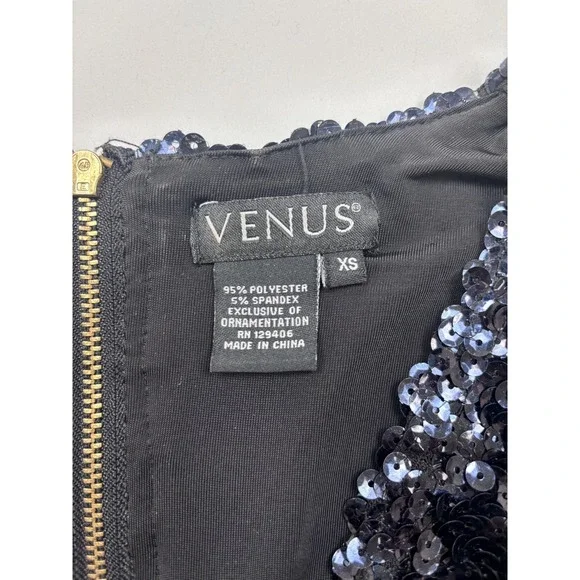 VENUS®
XS
95% POLYESTER
5% SPANDEX
EXCLUSIVE OF
ORNAMENTATION
RN 129406
MADE IN CHINA